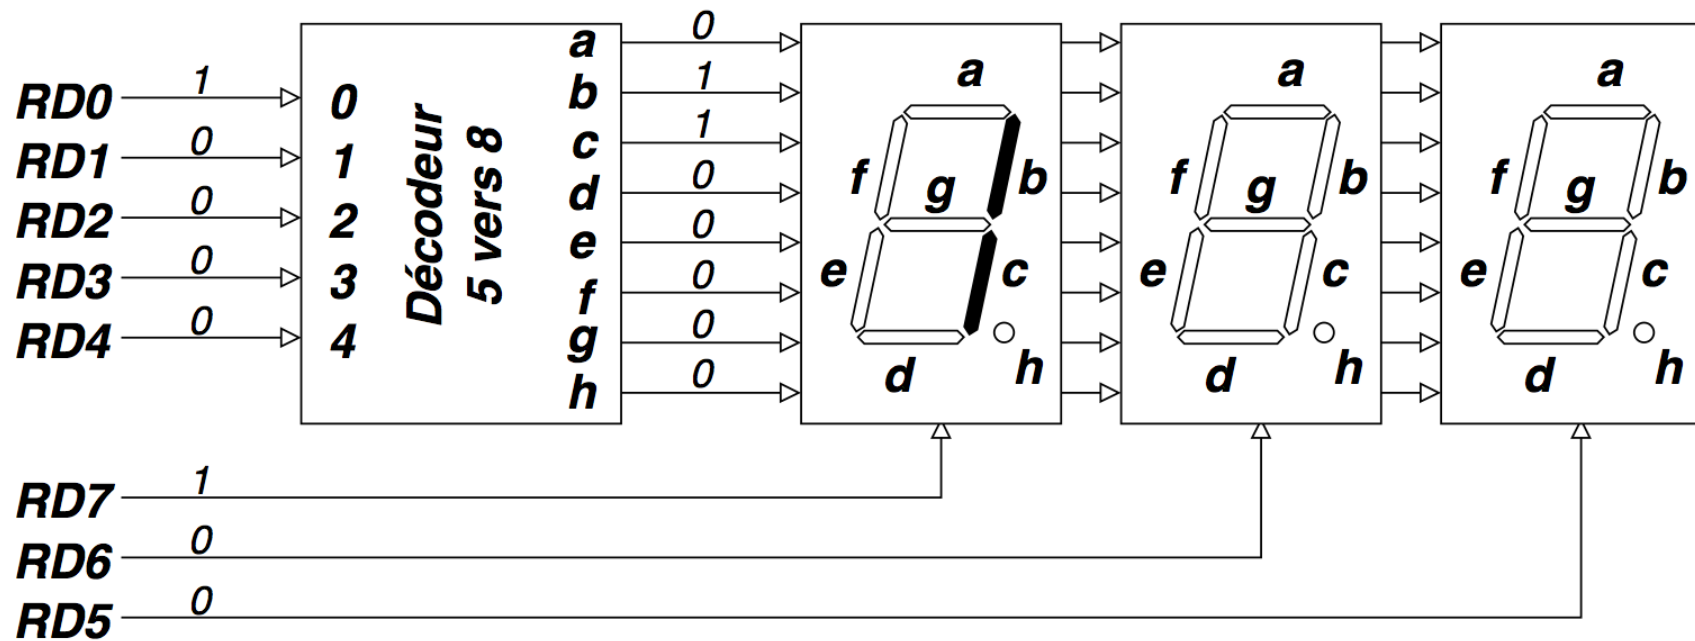 RD0 1 0
RD1 0 1
RD2 0 2
RD3 0 3
RD4 0 4
Décodeur
5 vers 8
a 0
b 1
c 1
d 0
e 0
f 0
g 0
h 0
a
f g b
e c
d h
a
f g b
e c
d h
a
f g b
e c
d h
RD7 1
RD6 0
RD5 0